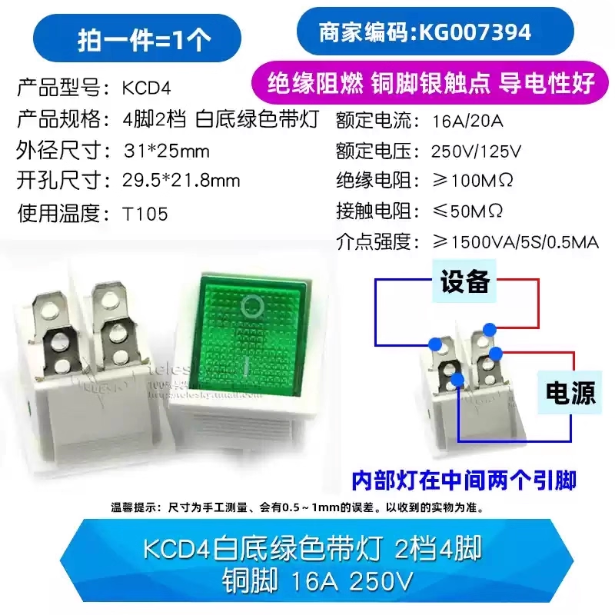 拍一件=1个
商家编码:KG007394
绝缘阻燃 铜脚银触点 导电性好
产品型号： KCD4
产品规格： 4脚2档 白底绿色带灯
外径尺寸： 31*25mm
开孔尺寸： 29.5*21.8mm
使用温度： T105
额定电流： 16A/20A
额定电压： 250V/125V
绝缘电阻： ≥100MΩ
接触电阻： ≤50MΩ
介点强度： ≥1500VA/5S/0.5MA
设备
电源
内部灯在中间两个引脚
温馨提示：尺寸为手工测量、会有0.5~1mm的误差。以收到的实物为准。
KCD4白底绿色带灯 2档4脚
铜脚 16A 250V